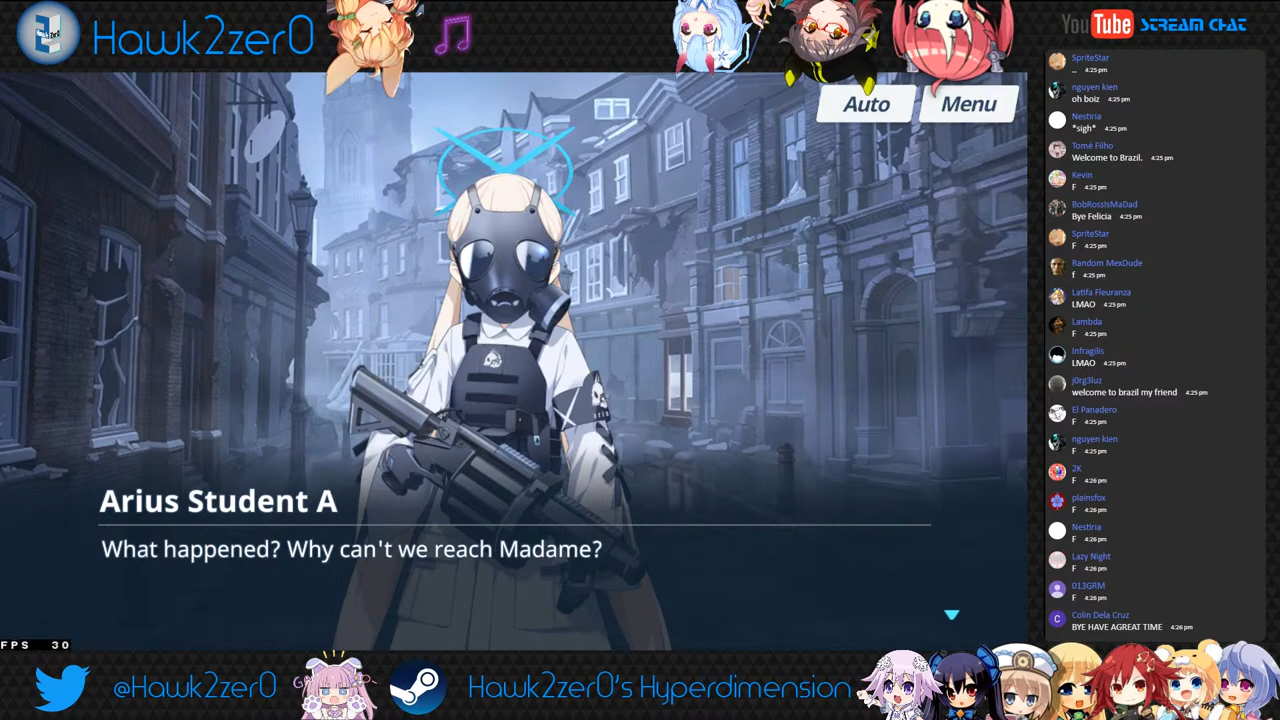 Hawk2zer0
YouTube STREAM CHAT
Auto
Menu
SpriteStar
.. 4:25 pm
nguyen kien
oh boiz 4:25 pm
Nestiria
*sigh* 4:25 pm
Tomé Filho
Welcome to Brazil. 4:25 pm
Kevin
F 4:25 pm
BobRossIsMaDad
Bye Felicia 4:25 pm
SpriteStar
F 4:25 pm
Random MexDude
f 4:25 pm
Latifa Fleuranza
LMAO 4:25 pm
Lambda
F 4:25 pm
Infragilis
LMAO 4:25 pm
j0rg3luz
welcome to brazil my friend 4:25 pm
El Panadero
F 4:25 pm
nguyen kien
F 4:25 pm
2K
F 4:26 pm
plainsfox
F 4:26 pm
Nestiria
F 4:26 pm
Lazy Night
F 4:26 pm
013GRM
F 4:26 pm
C
Colin Dela Cruz
BYE HAVE AGREAT TIME 4:26 pm
Arius Student A
What happened? Why can't we reach Madame?
FPS 30
@Hawk2zer0
Hawk2zer0's Hyperdimension